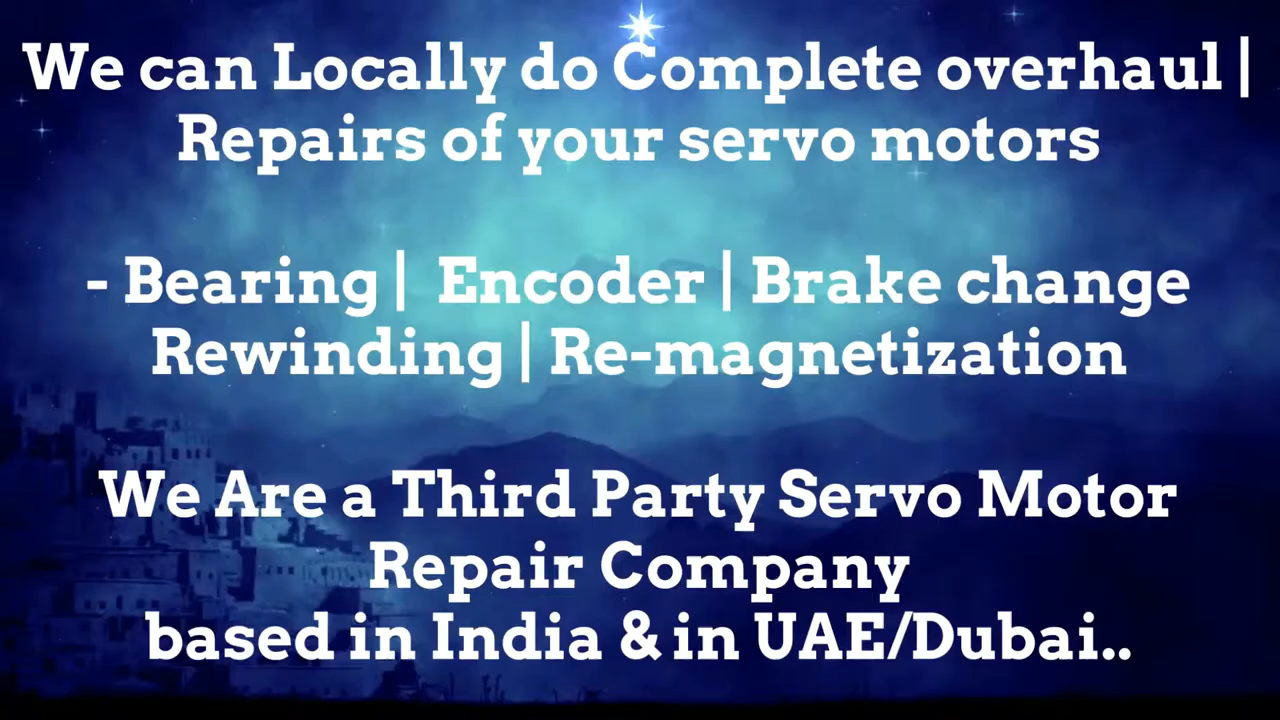 We can Locally do Complete overhaul |
Repairs of your servo motors
- Bearing | Encoder | Brake change
Rewinding | Re-magnetization
We Are a Third Party Servo Motor
Repair Company
based in India & in UAE/Dubai..